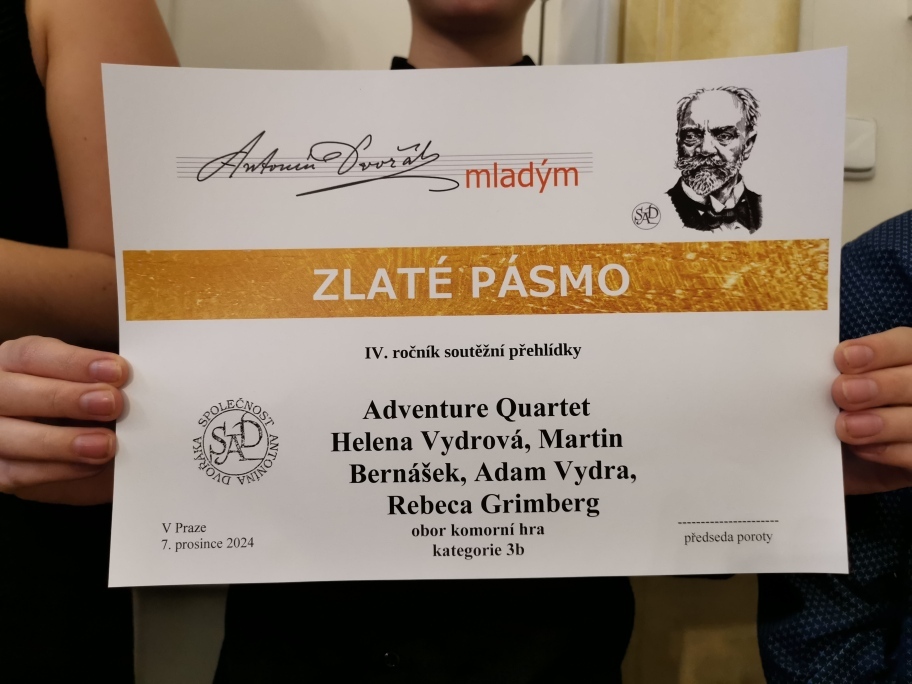 Antonín Dvořák mladým
SAD
ZLATÉ PÁSMO
IV. ročník soutěžní přehlídky
SPOLEČNOST ANTONÍNA DVOŘÁKA
SAD
Adventure Quartet
Helena Vydrová, Martin
Bernášek, Adam Vydra,
Rebeca Grimberg
obor komorní hra
kategorie 3b
V Praze
7. prosince 2024
----------------------
předseda poroty